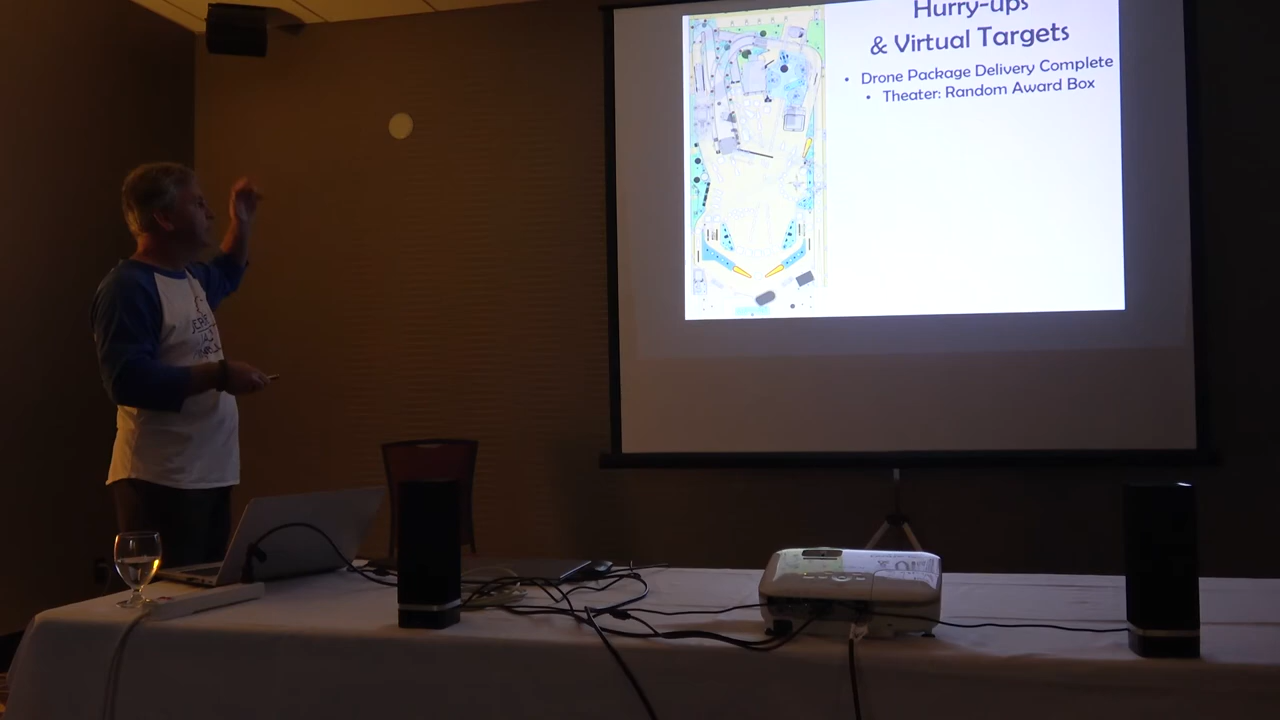 Hurry-ups
& Virtual Targets
• Drone Package Delivery Complete
• Theater: Random Award Box